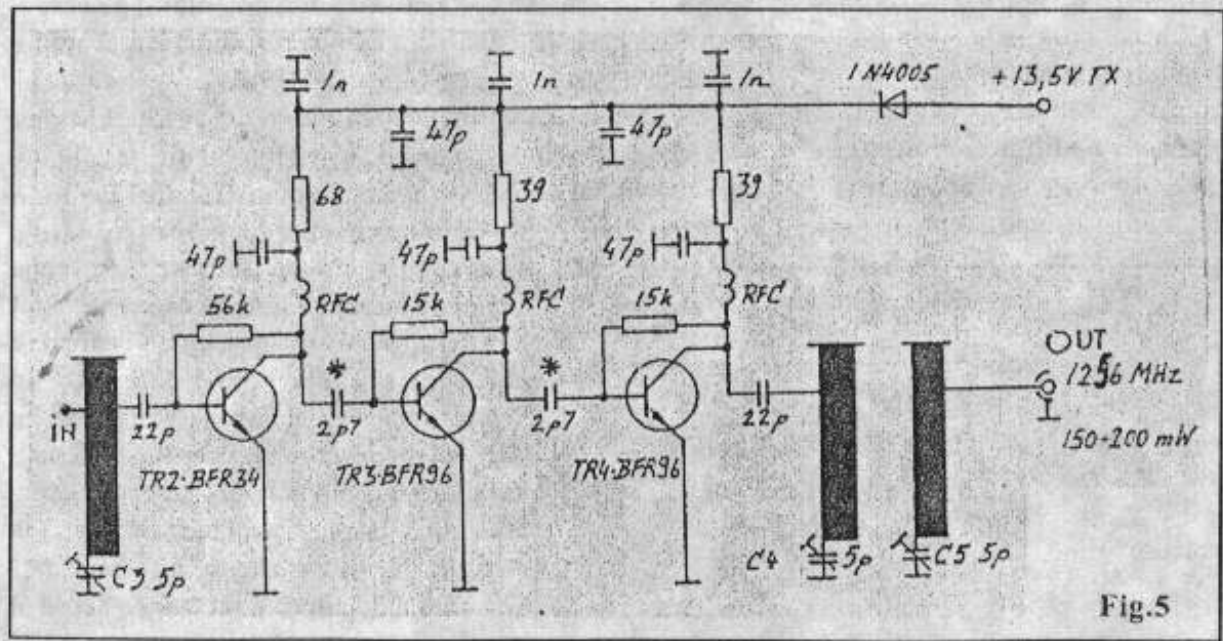 1n
1n
1n
1N4005
+13,5V TX
47p
47p
68
39
39
47p
47p
47p
RFC
RFC
RFC
56k
15k
15k
OUT
1296 MHz
150÷200 mW
*
*
iN
22p
2p7
2p7
22p
TR2-BFR34
TR3-BFR96
TR4-BFR96
C3 5p
C4 5p
C5 5p
Fig.5